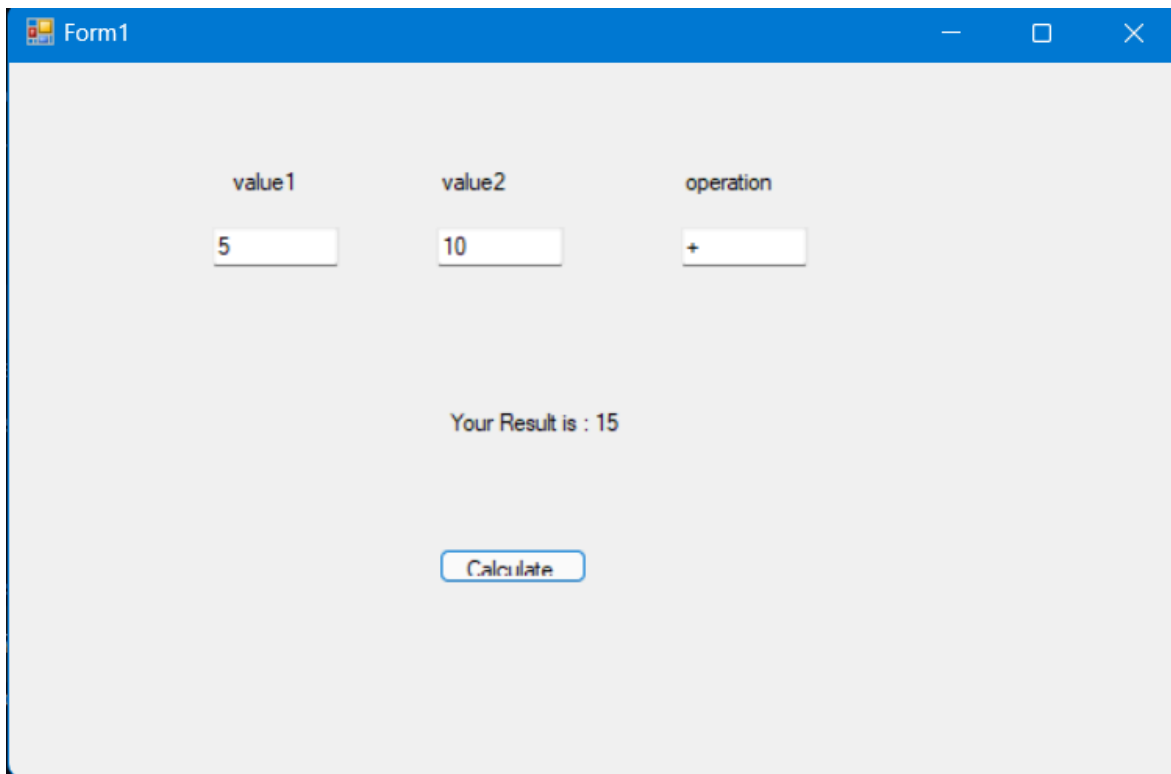 Form1
value1 value2 operation
5 10 +
Your Result is : 15
Calculate